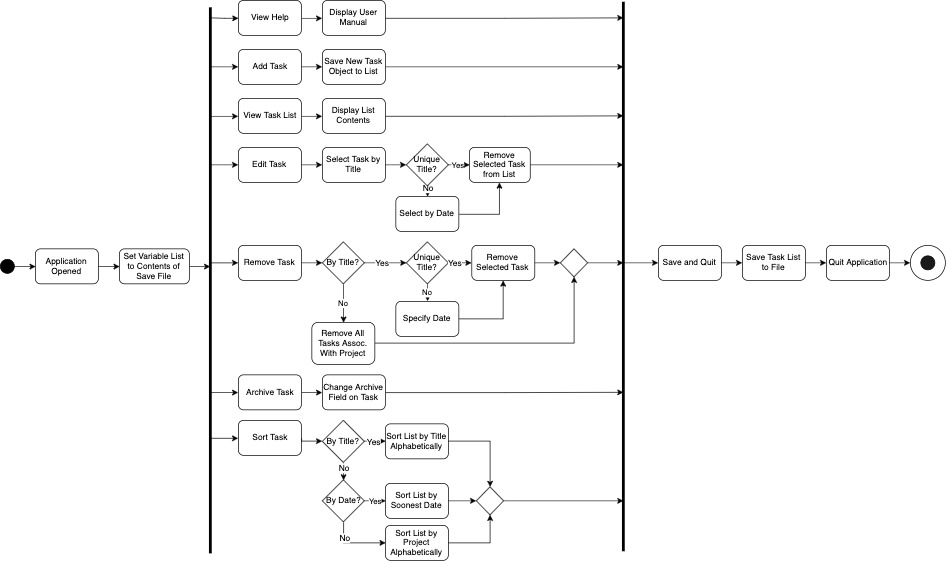 View Help
Display User
Manual
Add Task
Save New Task
Object to List
View Task List
Display List
Contents
Edit Task
Select Task by
Title
Unique
Title?
Yes
Remove
Selected Task
from List
No
Select by Date
Application
Opened
Set Variable List
to Contents of
Save File
Remove Task
By Title?
Yes
Unique
Title?
Yes
Remove
Selected Task
No
Specify Date
No
Remove All
Tasks Assoc.
With Project
Save and Quit
Save Task List
to File
Quit Application
Archive Task
Change Archive
Field on Task
Sort Task
By Title?
Yes
Sort List by Title
Alphabetically
No
By Date?
Yes
Sort List by
Soonest Date
No
Sort List by
Project
Alphabetically